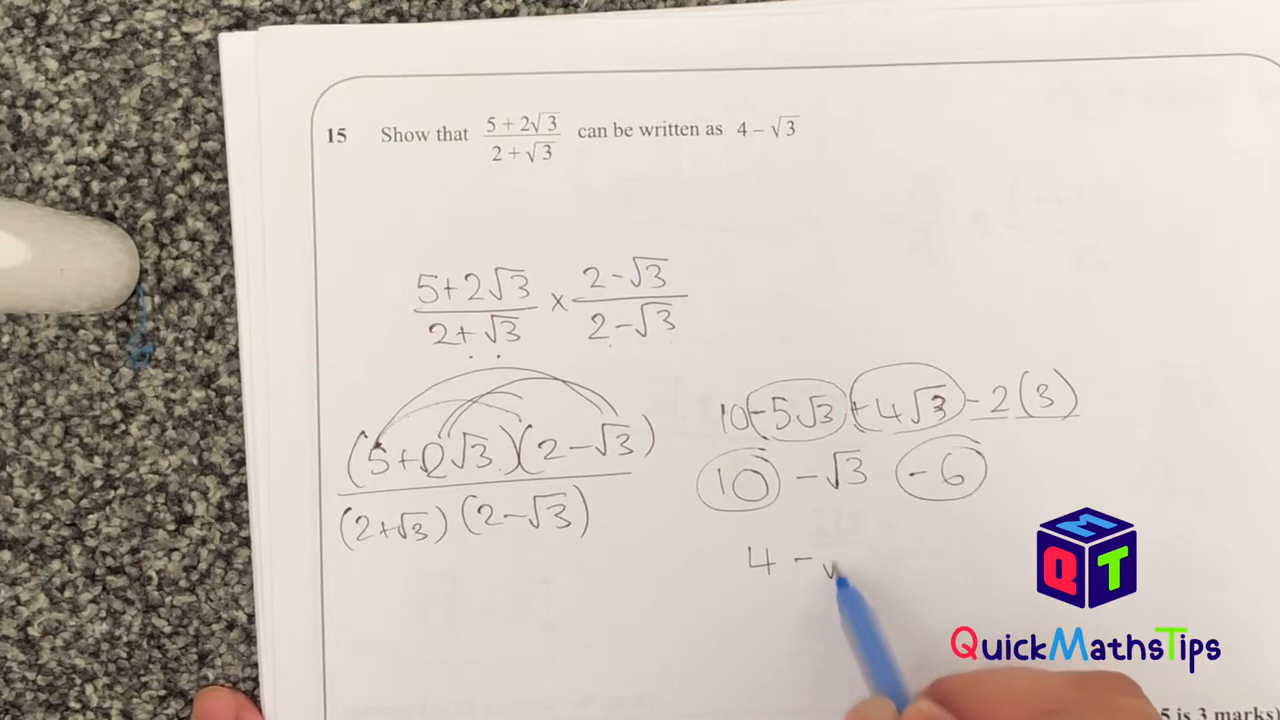 15 Show that (5 + 2√3)/(2 + √3) can be written as 4 − √3
(5+2√3)/(2+√3) × (2−√3)/(2−√3)
10−5√3+4√3−2(3)
(5+2√3)(2−√3)/(2+√3)(2−√3)
10 −√3 −6
4 −
QT
QuickMathsTips
5 is 3 marks)